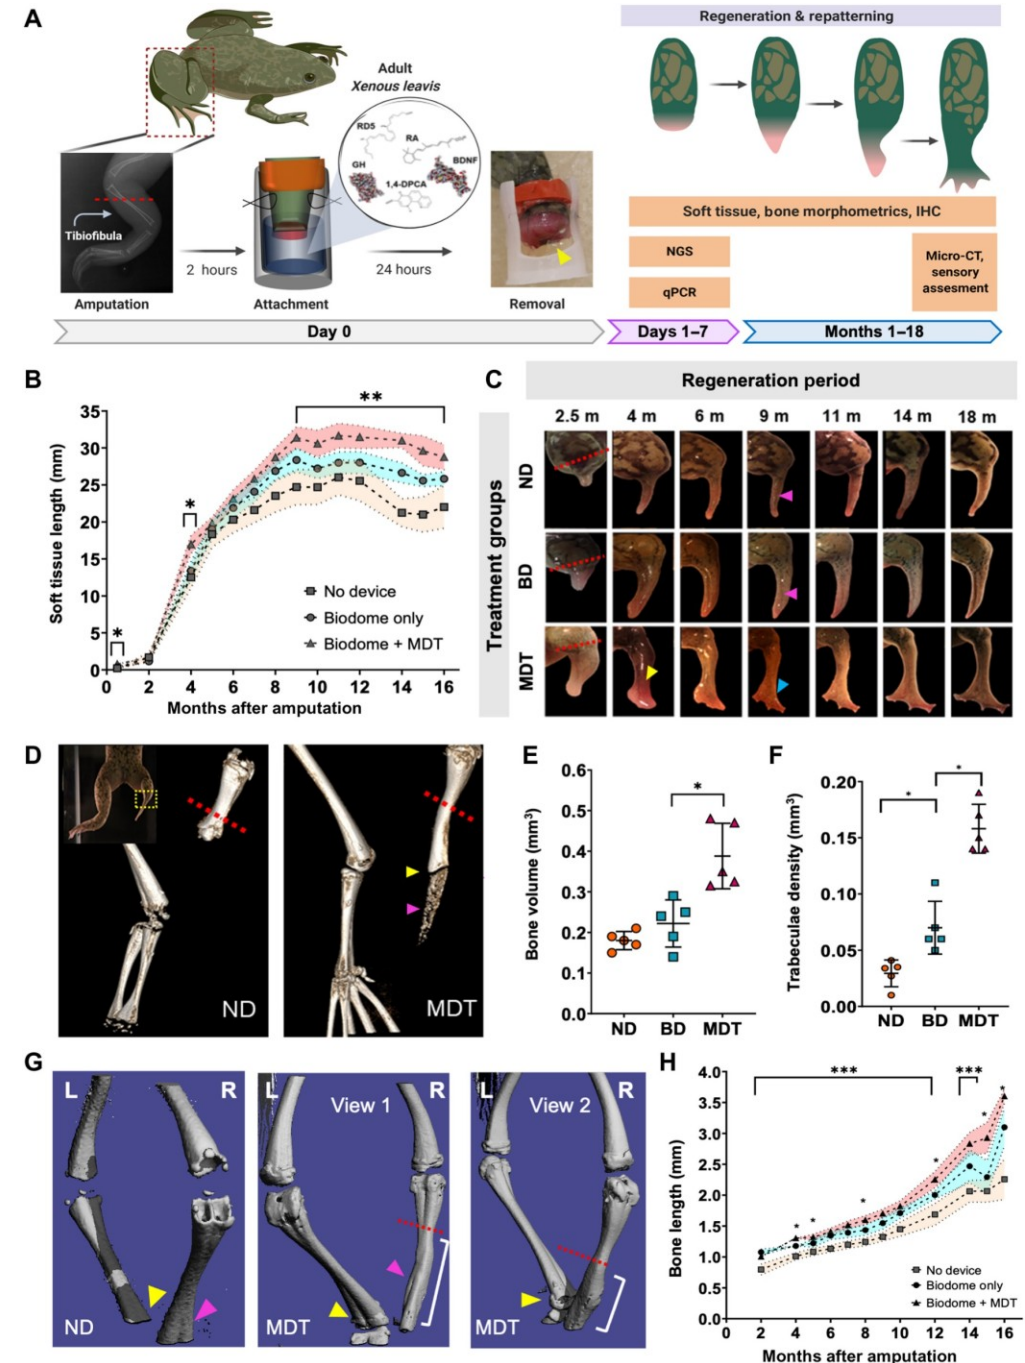 A
Adult
Xenous leavis
RD5
RA
GH
BDNF
1,4-DPCA
Tibiofibula
2 hours
24 hours
Amputation
Attachment
Removal
Day 0
Regeneration & repatterning
Soft tissue, bone morphometrics, IHC
NGS
qPCR
Micro-CT,
sensory
assesment
Days 1–7
Months 1–18
B
Soft tissue length (mm)
35
30
25
20
15
10
5
0
*
*
**
No device
Biodome only
Biodome + MDT
0 2 4 6 8 10 12 14 16
Months after amputation
C
Regeneration period
Treatment groups
2.5 m 4 m 6 m 9 m 11 m 14 m 18 m
ND
BD
MDT
D
ND
MDT
E
Bone volume (mm³)
0.6
0.5
0.4
0.3
0.2
0.1
0.0
*
ND BD MDT
F
Trabeculae density (mm³)
0.20
0.15
0.10
0.05
0.00
*
*
ND BD MDT
G
L R
ND
L R
View 1
MDT
L R
View 2
MDT
H
Bone length (mm)
4.0
3.5
3.0
2.5
2.0
1.5
1.0
0.5
0.0
*** ***
* * * * * *
No device
Biodome only
Biodome + MDT
0 2 4 6 8 10 12 14 16
Months after amputation